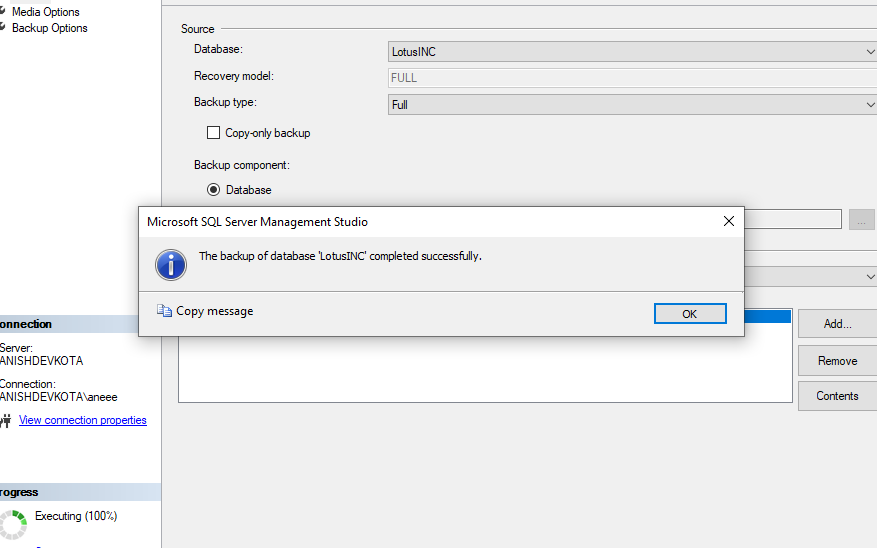 Media Options
Backup Options
Source
Database:
LotusINC
Recovery model:
FULL
Backup type:
Full
Copy-only backup
Backup component:
Database
...
Microsoft SQL Server Management Studio
The backup of database 'LotusINC' completed successfully.
Copy message
OK
Add...
Remove
Contents
onnection
Server:
ANISHDEVKOTA
Connection:
ANISHDEVKOTA\aneee
View connection properties
rogress
Executing (100%)